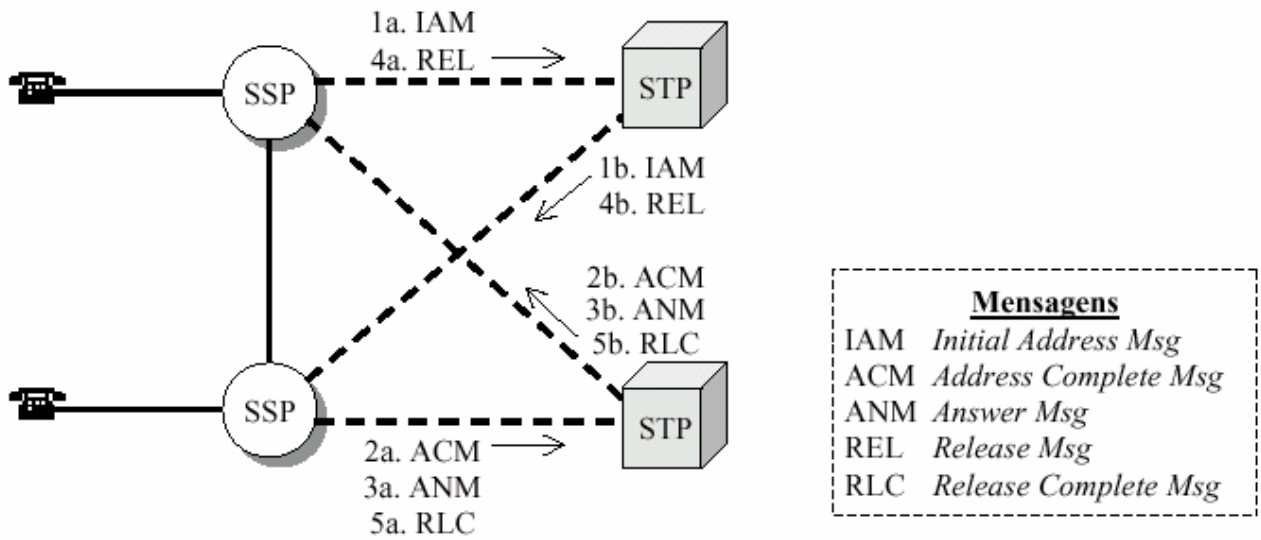 1a. IAM
4a. REL
SSP
STP
1b. IAM
4b. REL
2b. ACM
3b. ANM
5b. RLC
SSP
STP
2a. ACM
3a. ANM
5a. RLC
Mensagens
IAM Initial Address Msg
ACM Address Complete Msg
ANM Answer Msg
REL Release Msg
RLC Release Complete Msg